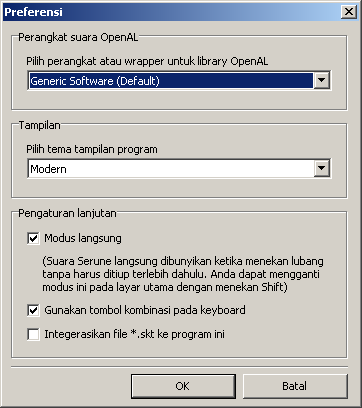 Preferensi
Perangkat suara OpenAL
Pilih perangkat atau wrapper untuk library OpenAL
Generic Software (Default)
Tampilan
Pilih tema tampilan program
Modern
Pengaturan lanjutan
Modus langsung
(Suara Serune langsung dibunyikan ketika menekan lubang
tanpa harus ditiup terlebih dahulu. Anda dapat mengganti
modus ini pada layar utama dengan menekan Shift)
Gunakan tombol kombinasi pada keyboard
Integerasikan file *.skt ke program ini
OK
Batal